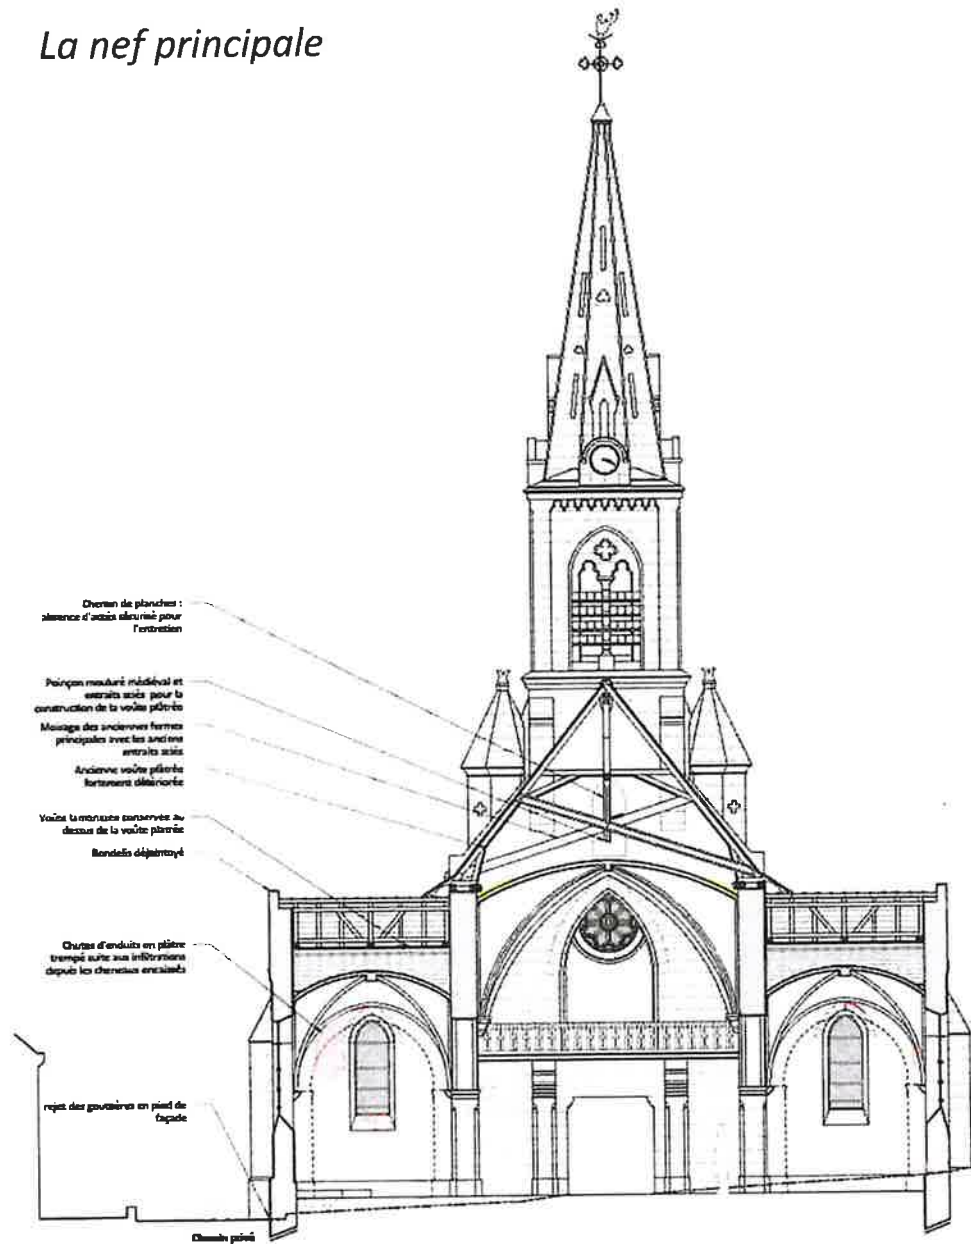 La nef principale
Chemin de planches :
absence d'accès sécurisé pour
l'entretien
Poinçon mouluré médiéval et
entraits sciés pour la
construction de la voûte plâtrée
Moisage des anciennes fermes
principales avec les anciens
entraits sciés
Ancienne voûte plâtrée
fortement détériorée
Voûte lambrissée conservée au
dessus de la voûte plâtrée
Bondelis déjointoyé
Chutes d'enduits en plâtre
trempé suite aux infiltrations
depuis les cheneaux encaissés
rejet des gouttières en pied de
façade
Chemin privé